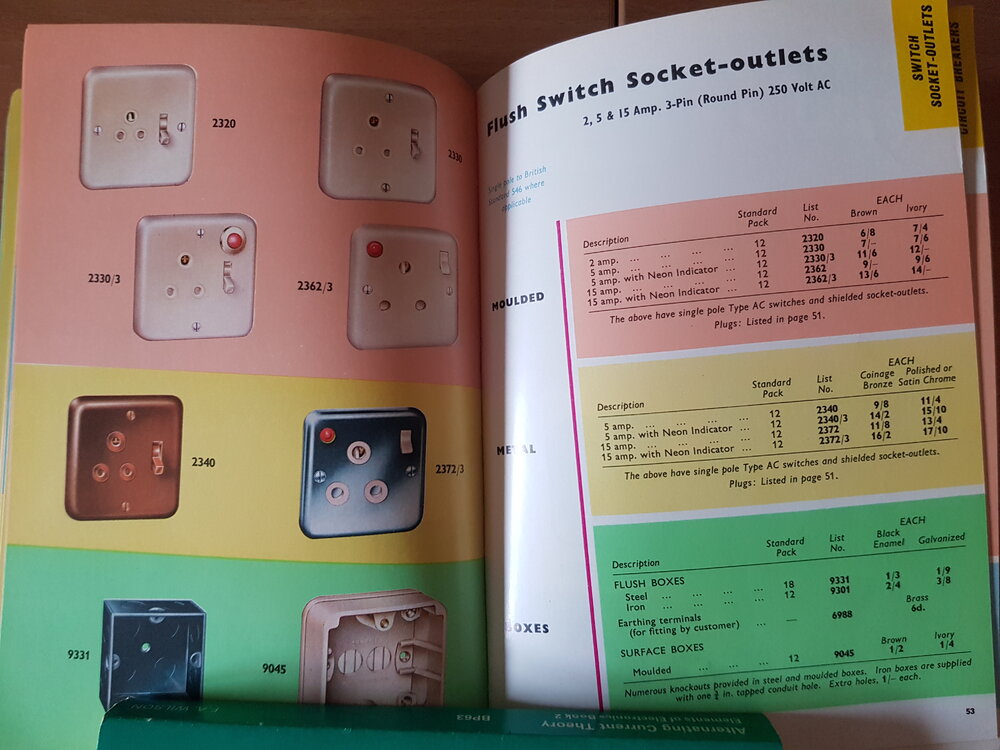 2320
2330
2330/3
2362/3
2340
2372/3
9331
9045
SWITCH
SOCKET-OUTLETS
CIRCUIT BREAKERS
Flush Switch Socket-outlets
2, 5 & 15 Amp. 3-Pin (Round Pin) 250 Volt AC
Single pole to British
Standard 546 where
applicable
MOULDED
Description Standard Pack List No. EACH Brown Ivory
2 amp. ... ... ... ... 12 2320 6/8 7/4
5 amp. ... ... ... ... 12 2330 7/- 7/6
5 amp. with Neon Indicator ... 12 2330/3 11/6 12/-
15 amp. ... ... ... ... 12 2362 9/- 9/6
15 amp. with Neon Indicator ... 12 2362/3 13/6 14/-
The above have single pole Type AC switches and shielded socket-outlets.
Plugs: Listed in page 51.
METAL
Description Standard Pack List No. EACH Coinage Bronze Polished or Satin Chrome
5 amp. ... ... ... ... 12 2340 9/8 11/4
5 amp. with Neon Indicator ... 12 2340/3 14/2 15/10
15 amp. ... ... ... ... 12 2372 11/8 13/4
15 amp. with Neon Indicator ... 12 2372/3 16/2 17/10
The above have single pole Type AC switches and shielded socket-outlets.
Plugs: Listed in page 51.
BOXES
Description Standard Pack List No. EACH Black Enamel Galvanized
FLUSH BOXES
Steel ... ... ... ... 18 9331 1/3 1/9
Iron ... ... ... ... 12 9301 2/4 3/8
Earthing terminals
(for fitting by customer) ... — 6988 Brass 6d.
SURFACE BOXES Brown Ivory
Moulded ... ... ... 12 9045 1/2 1/4
Numerous knockouts provided in steel and moulded boxes. Iron boxes are supplied
with one ¾ in. tapped conduit hole. Extra holes, 1/- each.
53
F.A. WILSON
BP63
Alternating Current Theory
Elements of Electronics Book 2